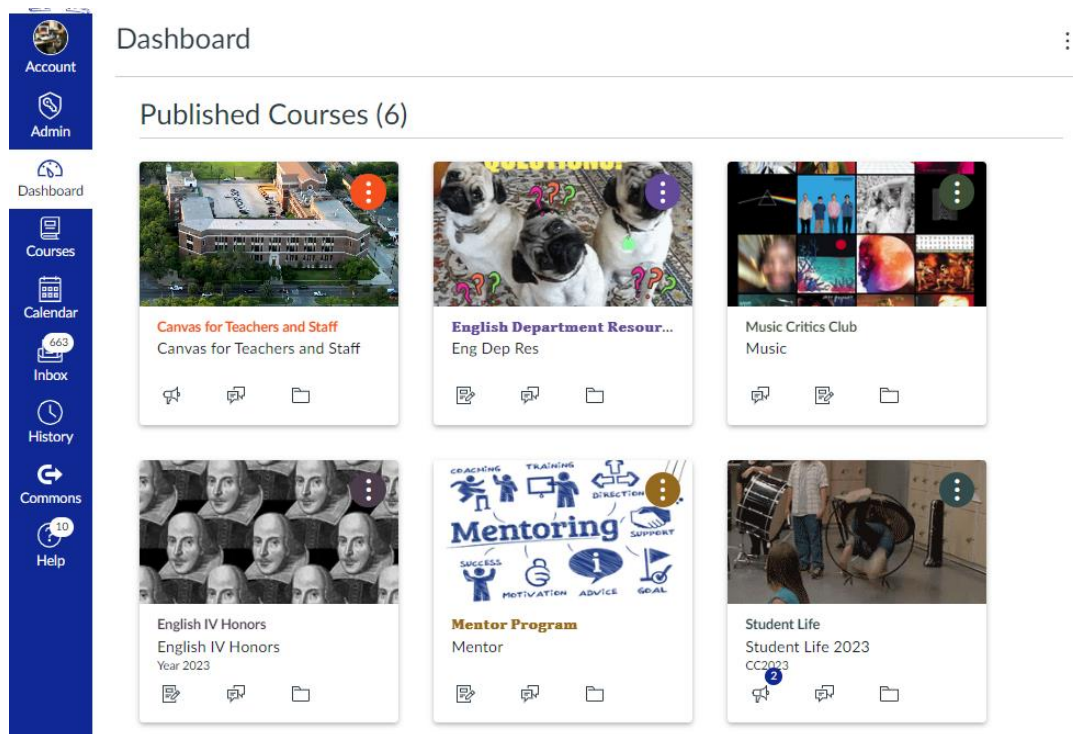 Account
Admin
Dashboard
Courses
Calendar
663
Inbox
History
Commons
10
Help
Dashboard
Published Courses (6)
QUESTIONS!
???
???
???
Canvas for Teachers and Staff
Canvas for Teachers and Staff
English Department Resour...
Eng Dep Res
Music Critics Club
Music
English IV Honors
English IV Honors
Year 2023
COACHING TRAINING
DIRECTION
Mentoring
SUPPORT
SUCCESS
MOTIVATION ADVICE GOAL
Mentor Program
Mentor
Student Life
Student Life 2023
CC2023
2